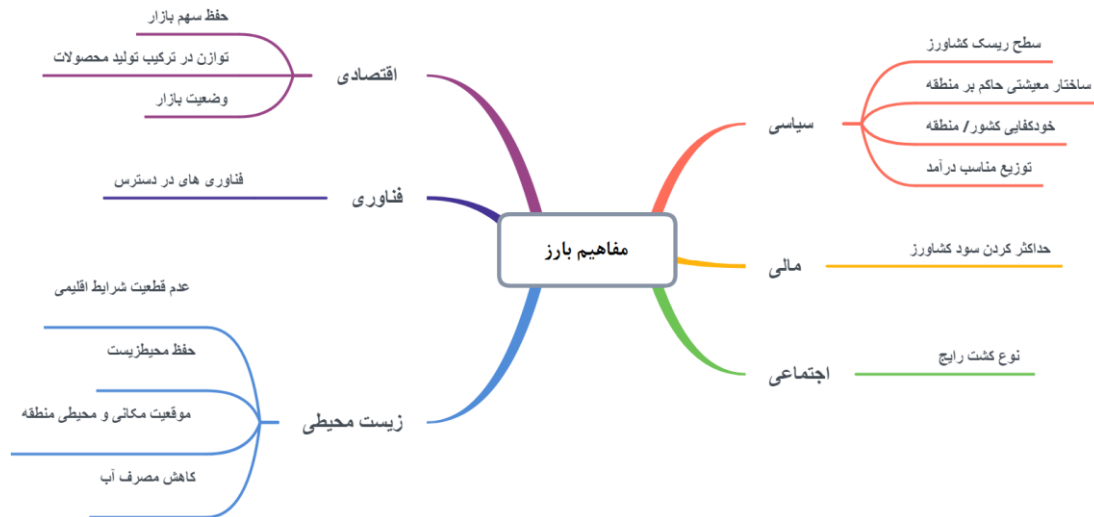 مفاهیم بارز
سیاسی
سطح ریسک کشاورز
ساختار معیشتی حاکم بر منطقه
خودکفایی کشور/ منطقه
توزیع مناسب درآمد
مالی
حداکثر کردن سود کشاورز
اجتماعی
نوع کشت رایج
اقتصادی
حفظ سهم بازار
توازن در ترکیب تولید محصولات
وضعیت بازار
فناوری
فناوری های در دسترس
زیست محیطی
عدم قطعیت شرایط اقلیمی
حفظ محیطزیست
موقعیت مکانی و محیطی منطقه
کاهش مصرف آب